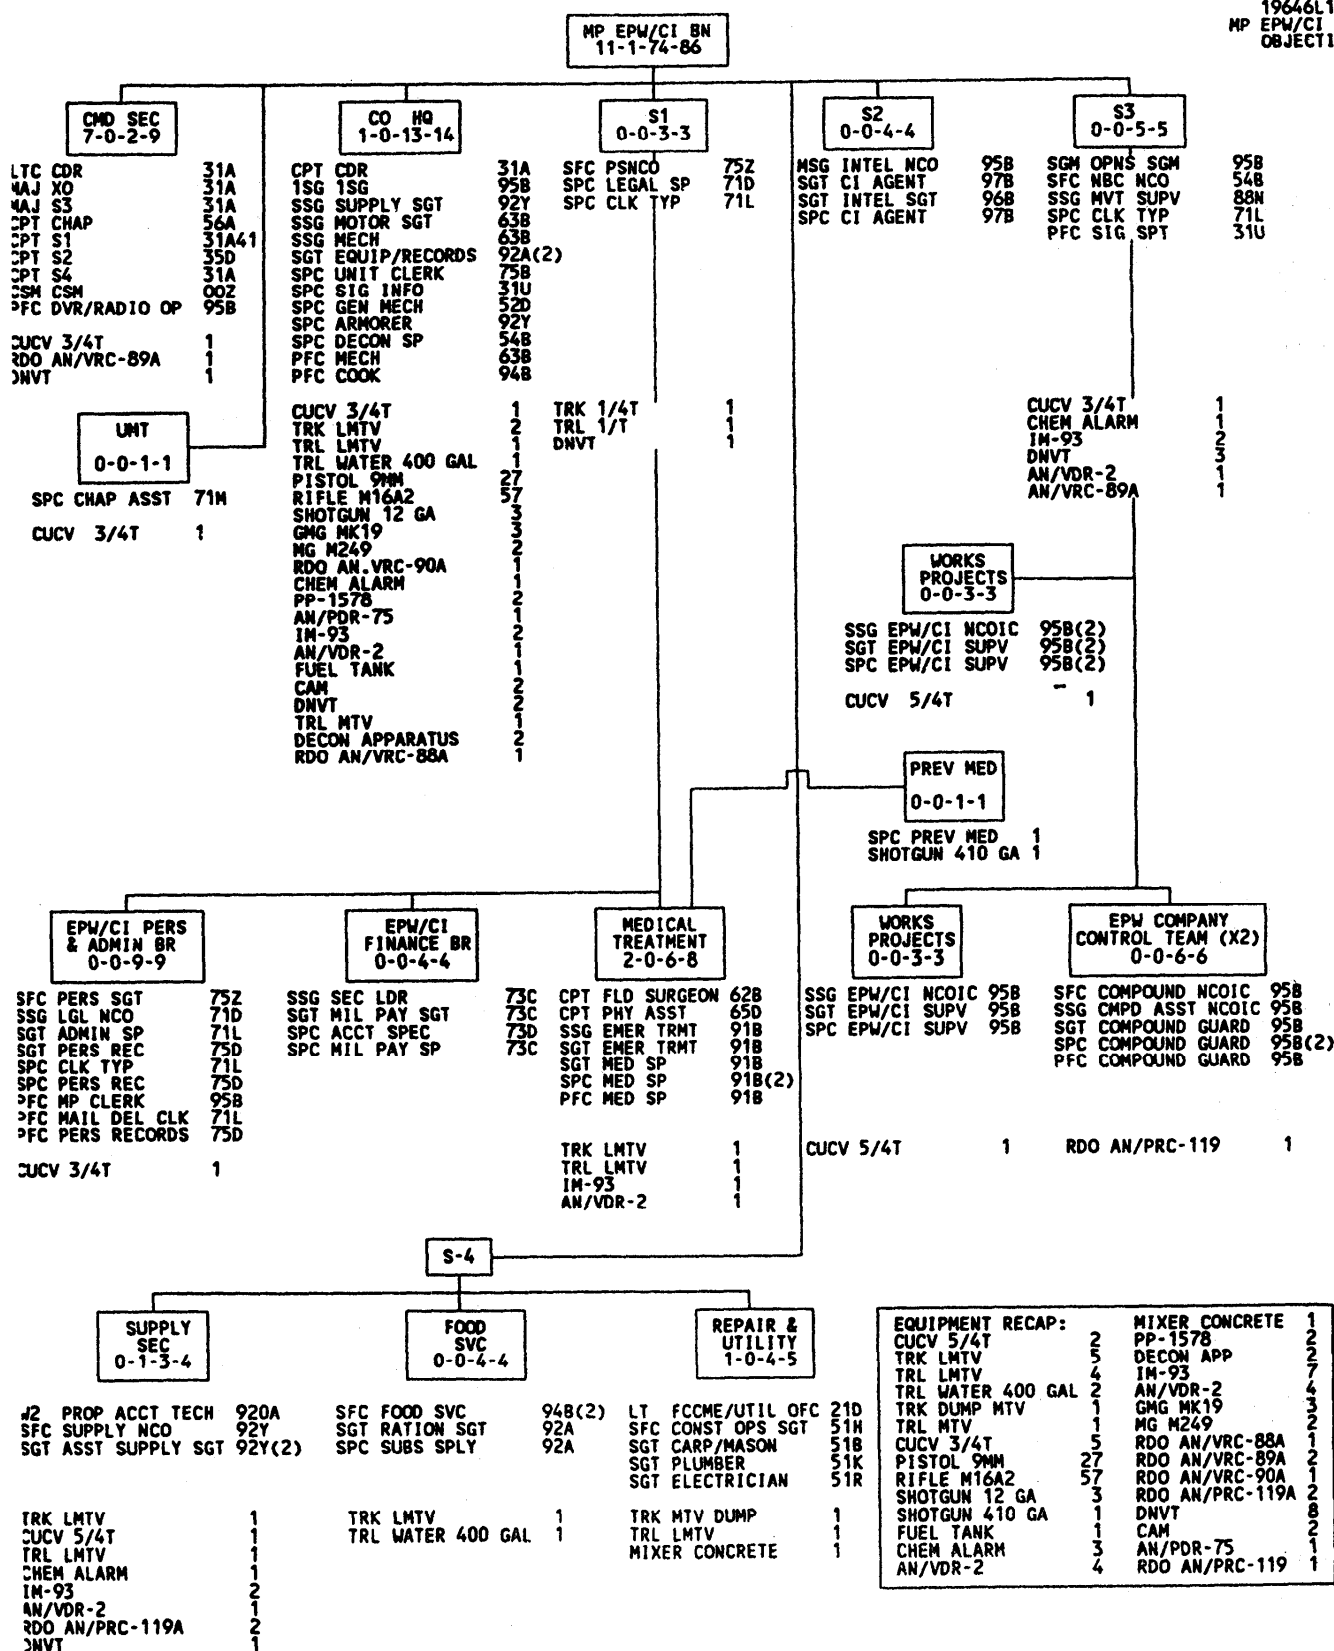 19646L1
MP EPW/CI
OBJECTI
MP EPW/CI BN
11-1-74-86
CMD SEC
7-0-2-9
LTC CDR 31A
MAJ XO 31A
MAJ S3 31A
CPT CHAP 56A
CPT S1 31A41
CPT S2 35D
CPT S4 31A
CSM CSM 00Z
PFC DVR/RADIO OP 95B
CUCV 3/4T 1
RDO AN/VRC-89A 1
DNVT 1
UMT
0-0-1-1
SPC CHAP ASST 71M
CUCV 3/4T 1
CO HQ
1-0-13-14
CPT CDR 31A
1SG 1SG 95B
SSG SUPPLY SGT 92Y
SSG MOTOR SGT 63B
SSG MECH 63B
SGT EQUIP/RECORDS 92A(2)
SPC UNIT CLERK 75B
SPC SIG INFO 31U
SPC GEN MECH 52D
SPC ARMORER 92Y
SPC DECON SP 54B
PFC MECH 63B
PFC COOK 94B
CUCV 3/4T 1
TRK LMTV 2
TRL LMTV 1
TRL WATER 400 GAL 1
PISTOL 9MM 27
RIFLE M16A2 57
SHOTGUN 12 GA 3
GMG MK19 3
MG M249 2
RDO AN.VRC-90A 1
CHEM ALARM 1
PP-1578 2
AN/PDR-75 1
IM-93 2
AN/VDR-2 1
FUEL TANK 1
CAM 2
DNVT 2
TRL MTV 1
DECON APPARATUS 2
RDO AN/VRC-88A 1
S1
0-0-3-3
SFC PSNCO 75Z
SPC LEGAL SP 71D
SPC CLK TYP 71L
TRK 1/4T 1
TRL 1/T 1
DNVT 1
S2
0-0-4-4
MSG INTEL NCO 95B
SGT CI AGENT 97B
SGT INTEL SGT 96B
SPC CI AGENT 97B
S3
0-0-5-5
SGM OPNS SGM 95B
SFC NBC NCO 54B
SSG MVT SUPV 88N
SPC CLK TYP 71L
PFC SIG SPT 31U
CUCV 3/4T 1
CHEM ALARM 1
IM-93 2
DNVT 3
AN/VDR-2 1
AN/VRC-89A 1
WORKS
PROJECTS
0-0-3-3
SSG EPW/CI NCOIC 95B(2)
SGT EPW/CI SUPV 95B(2)
SPC EPW/CI SUPV 95B(2)
CUCV 5/4T 1
PREV MED
0-0-1-1
SPC PREV MED 1
SHOTGUN 410 GA 1
EPW/CI PERS
& ADMIN BR
0-0-9-9
SFC PERS SGT 75Z
SSG LGL NCO 71D
SGT ADMIN SP 71L
SGT PERS REC 75D
SPC CLK TYP 71L
SPC PERS REC 75D
PFC MP CLERK 95B
PFC MAIL DEL CLK 71L
PFC PERS RECORDS 75D
CUCV 3/4T 1
EPW/CI
FINANCE BR
0-0-4-4
SSG SEC LDR 73C
SGT MIL PAY SGT 73C
SPC ACCT SPEC 73D
SPC MIL PAY SP 73C
MEDICAL
TREATMENT
2-0-6-8
CPT FLD SURGEON 62B
CPT PHY ASST 65D
SSG EMER TRMT 91B
SGT EMER TRMT 91B
SGT MED SP 91B
SPC MED SP 91B(2)
PFC MED SP 91B
TRK LMTV 1
TRL LMTV 1
IM-93 1
AN/VDR-2 1
WORKS
PROJECTS
0-0-3-3
SSG EPW/CI NCOIC 95B
SGT EPW/CI SUPV 95B
SPC EPW/CI SUPV 95B
CUCV 5/4T 1
EPW COMPANY
CONTROL TEAM (X2)
0-0-6-6
SFC COMPOUND NCOIC 95B
SSG CMPD ASST NCOIC 95B
SGT COMPOUND GUARD 95B
SPC COMPOUND GUARD 95B(2)
PFC COMPOUND GUARD 95B
RDO AN/PRC-119 1
S-4
SUPPLY
SEC
0-1-3-4
W2 PROP ACCT TECH 920A
SFC SUPPLY NCO 92Y
SGT ASST SUPPLY SGT 92Y(2)
TRK LMTV 1
CUCV 5/4T 1
TRL LMTV 1
CHEM ALARM 1
IM-93 2
AN/VDR-2 1
RDO AN/PRC-119A 2
DNVT 1
FOOD
SVC
0-0-4-4
SFC FOOD SVC 94B(2)
SGT RATION SGT 92A
SPC SUBS SPLY 92A
TRK LMTV 1
TRL WATER 400 GAL 1
REPAIR &
UTILITY
1-0-4-5
LT FCCME/UTIL OFC 21D
SFC CONST OPS SGT 51H
SGT CARP/MASON 51B
SGT PLUMBER 51K
SGT ELECTRICIAN 51R
TRK MTV DUMP 1
TRL LMTV 1
MIXER CONCRETE 1
EQUIPMENT RECAP:
CUCV 5/4T 2
TRK LMTV 5
TRL LMTV 4
TRL WATER 400 GAL 2
TRK DUMP MTV 1
TRL MTV 1
CUCV 3/4T 5
PISTOL 9MM 27
RIFLE M16A2 57
SHOTGUN 12 GA 3
SHOTGUN 410 GA 1
FUEL TANK 1
CHEM ALARM 3
AN/VDR-2 4
MIXER CONCRETE 1
PP-1578 2
DECON APP 2
IM-93 7
AN/VDR-2 4
GMG MK19 3
MG M249 2
RDO AN/VRC-88A 1
RDO AN/VRC-89A 2
RDO AN/VRC-90A 1
RDO AN/PRC-119A 2
DNVT 8
CAM 2
AN/PDR-75 1
RDO AN/PRC-119 1